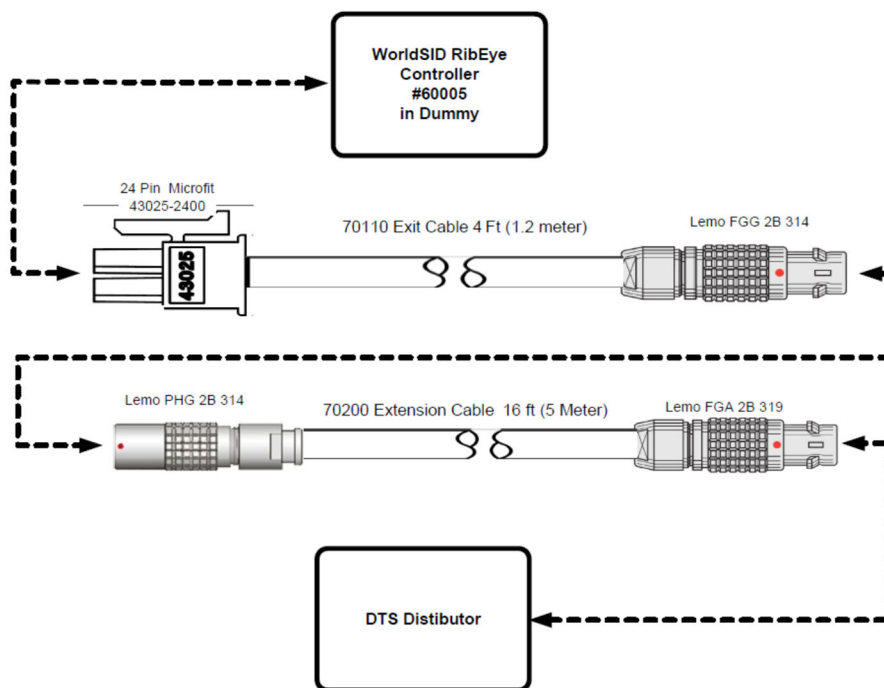 WorldSID RibEye
Controller
#60005
in Dummy
24 Pin Microfit
43025-2400
70110 Exit Cable 4 Ft (1.2 meter)
Lemo FGG 2B 314
43025
Lemo PHG 2B 314
70200 Extension Cable 16 ft (5 Meter)
Lemo FGA 2B 319
DTS Distibutor